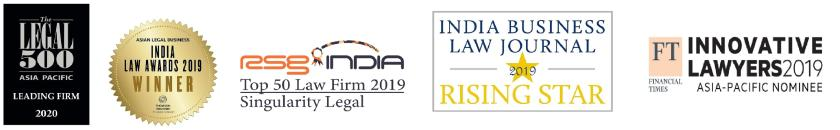 The
LEGAL
500
ASIA PACIFIC
LEADING FIRM
2020
ASIAN LEGAL BUSINESS
INDIA
LAW AWARDS 2019
WINNER
THOMSON REUTERS
rsg INDIA
Top 50 Law Firm 2019
Singularity Legal
INDIA BUSINESS
LAW JOURNAL
2019
RISING STAR
FT
FINANCIAL
TIMES
INNOVATIVE
LAWYERS2019
ASIA-PACIFIC NOMINEE